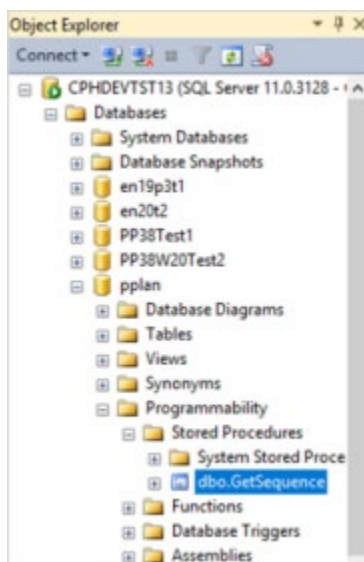 Object Explorer
Connect
CPHDEVTST13 (SQL Server 11.0.3128 -
Databases
System Databases
Database Snapshots
en19p3t1
en20t2
PP38Test1
PP38W20Test2
pplan
Database Diagrams
Tables
Views
Synonyms
Programmability
Stored Procedures
System Stored Proce
dbo.GetSequence
Functions
Database Triggers
Assemblies